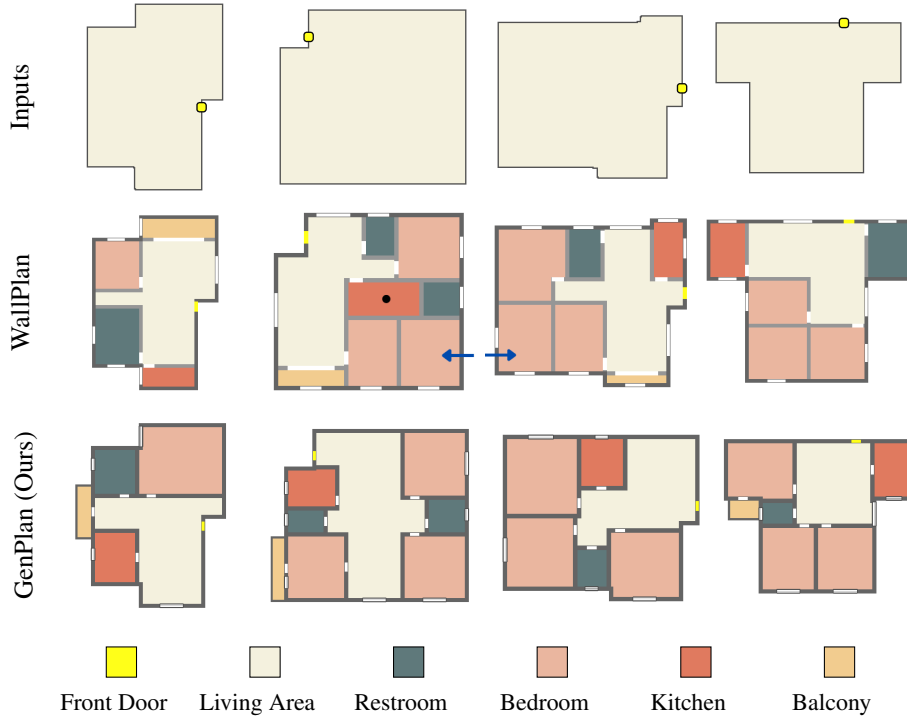 Inputs
WallPlan
GenPlan (Ours)
Front Door
Living Area
Restroom
Bedroom
Kitchen
Balcony